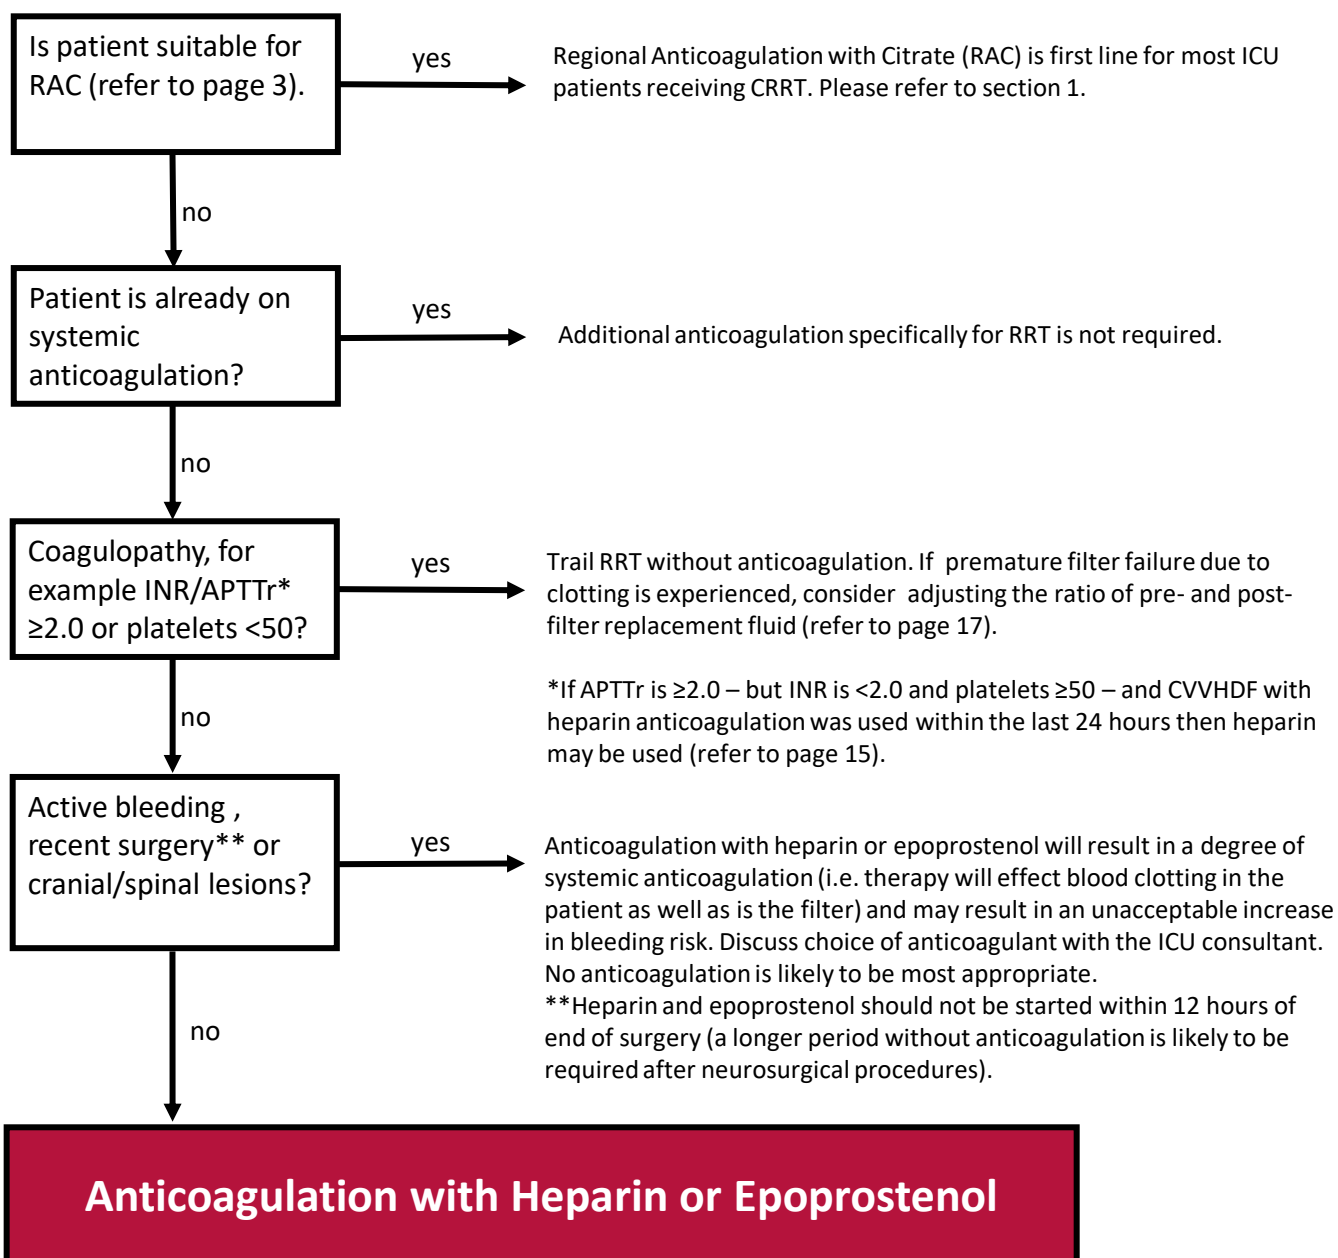 Is patient suitable for
RAC (refer to page 3).
yes
Regional Anticoagulation with Citrate (RAC) is first line for most ICU
patients receiving CRRT. Please refer to section 1.
no
Patient is already on
systemic
anticoagulation?
yes
Additional anticoagulation specifically for RRT is not required.
no
Coagulopathy, for
example INR/APTTr*
≥2.0 or platelets <50?
yes
Trail RRT without anticoagulation. If  premature filter failure due to
clotting is experienced, consider  adjusting the ratio of pre- and post-
filter replacement fluid (refer to page 17).
*If APTTr is ≥2.0 – but INR is <2.0 and platelets ≥50 – and CVVHDF with
heparin anticoagulation was used within the last 24 hours then heparin
may be used (refer to page 15).
no
Active bleeding ,
recent surgery** or
cranial/spinal lesions?
yes
Anticoagulation with heparin or epoprostenol will result in a degree of
systemic anticoagulation (i.e. therapy will effect blood clotting in the
patient as well as is the filter) and may result in an unacceptable increase
in bleeding risk. Discuss choice of anticoagulant with the ICU consultant.
No anticoagulation is likely to be most appropriate.
**Heparin and epoprostenol should not be started within 12 hours of
end of surgery (a longer period without anticoagulation is likely to be
required after neurosurgical procedures).
no
Anticoagulation with Heparin or Epoprostenol